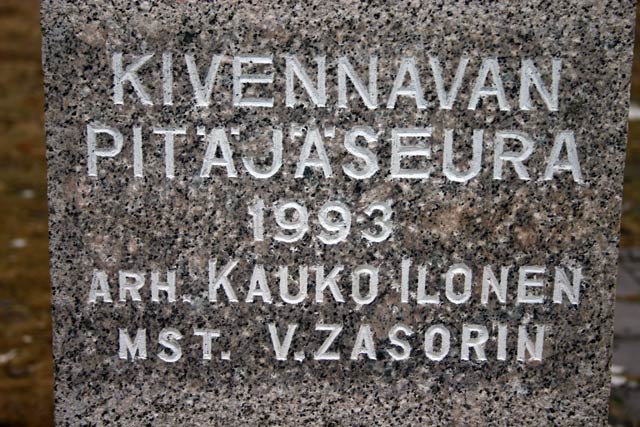 KIVENNAVAN
PITÄJÄSEURA
1993
ARH. KAUKO ILONEN
MST. V. ZASORIN